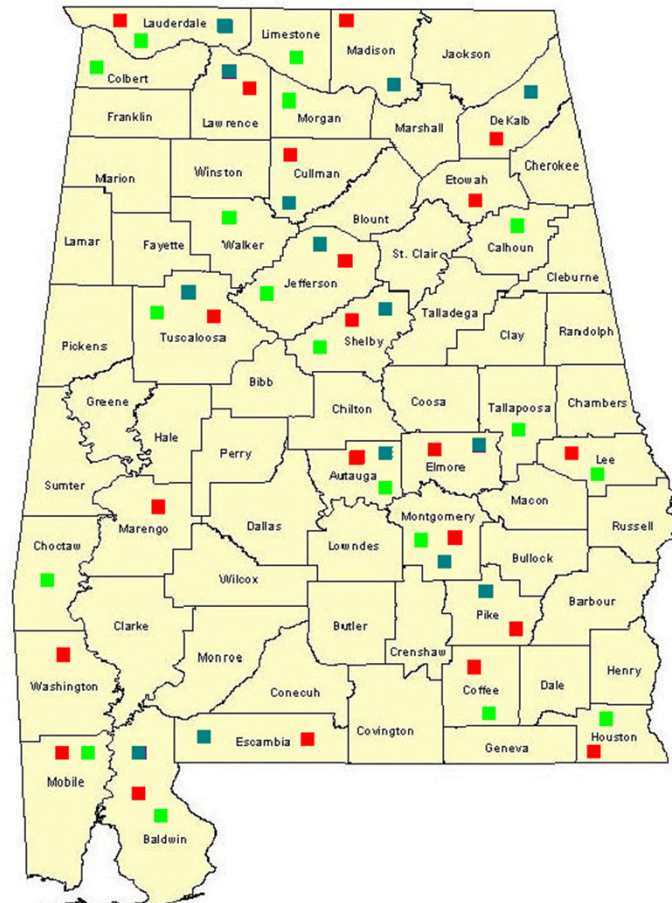 Lauderdale
Limestone
Madison
Jackson
Colbert
Franklin
Lawrence
Morgan
Marshall
DeKalb
Cherokee
Marion
Winston
Cullman
Etowah
Blount
Lamar
Fayette
Walker
Jefferson
St. Clair
Calhoun
Cleburne
Pickens
Tuscaloosa
Shelby
Talladega
Clay
Randolph
Bibb
Greene
Hale
Perry
Chilton
Coosa
Tallapoosa
Chambers
Sumter
Autauga
Elmore
Lee
Macon
Russell
Marengo
Dallas
Lowndes
Montgomery
Bullock
Choctaw
Wilcox
Barbour
Clarke
Butler
Crenshaw
Pike
Monroe
Henry
Washington
Conecuh
Coffee
Dale
Covington
Escambia
Geneva
Houston
Mobile
Baldwin